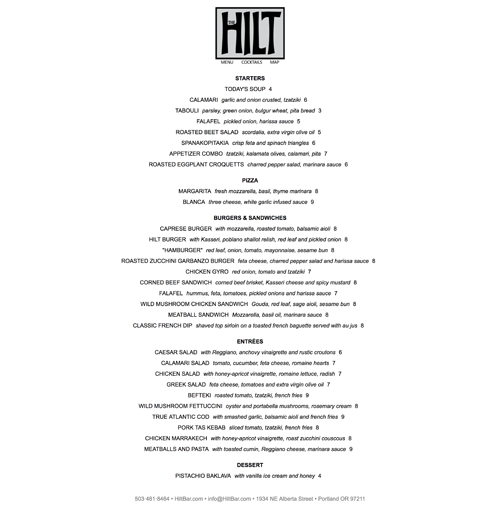 THE
HILT
MENU COCKTAILS MAP
STARTERS
TODAY'S SOUP 4
CALAMARI garlic and onion crusted, tzatziki 6
TABOULI parsley, green onion, bulgur wheat, pita bread 3
FALAFEL pickled onion, harissa sauce 5
ROASTED BEET SALAD scordalia, extra virgin olive oil 5
SPANAKOPITAKIA crisp feta and spinach triangles 6
APPETIZER COMBO tzatziki, kalamata olives, calamari, pita 7
ROASTED EGGPLANT CROQUETTS charred pepper salad, marinara sauce 6
PIZZA
MARGARITA fresh mozzarella, basil, thyme marinara 8
BLANCA three cheese, white garlic infused sauce 9
BURGERS & SANDWICHES
CAPRESE BURGER with mozzarella, roasted tomato, balsamic aioli 8
HILT BURGER with Kasseri, poblano shallot relish, red leaf and pickled onion 8
"HAMBURGER" red leaf, onion, tomato, mayonnaise, sesame bun 8
ROASTED ZUCCHINI GARBANZO BURGER feta cheese, charred pepper salad and harissa sauce 8
CHICKEN GYRO red onion, tomato and tzatziki 7
CORNED BEEF SANDWICH corned beef brisket, Kasseri cheese and spicy mustard 8
FALAFEL hummus, feta, tomatoes, pickled onions and harissa sauce 7
WILD MUSHROOM CHICKEN SANDWICH Gouda, red leaf, sage aioli, sesame bun 8
MEATBALL SANDWICH Mozzarella, basil oil, marinara sauce 8
CLASSIC FRENCH DIP shaved top sirloin on a toasted french baguette served with au jus 8
ENTRÉES
CAESAR SALAD with Reggiano, anchovy vinaigrette and rustic croutons 6
CALAMARI SALAD tomato, cucumber, feta cheese, romaine hearts 7
CHICKEN SALAD with honey-apricot vinaigrette, romaine lettuce, radish 7
GREEK SALAD feta cheese, tomatoes and extra virgin olive oil 7
BEFTEKI roasted tomato, tzatziki, french fries 9
WILD MUSHROOM FETTUCCINI oyster and portabella mushrooms, rosemary cream 8
TRUE ATLANTIC COD with smashed garlic, balsamic aioli and french fries 9
PORK TAS KEBAB sliced tomato, tzatziki, french fries 8
CHICKEN MARRAKECH with honey-apricot vinaigrette, roast zucchini couscous 8
MEATBALLS AND PASTA with toasted cumin, Reggiano cheese, marinara sauce 9
DESSERT
PISTACHIO BAKLAVA with vanilla ice cream and honey 4
503 481 8484 • HiltBar.com • info@HiltBar.com • 1934 NE Alberta Street • Portland OR 97211